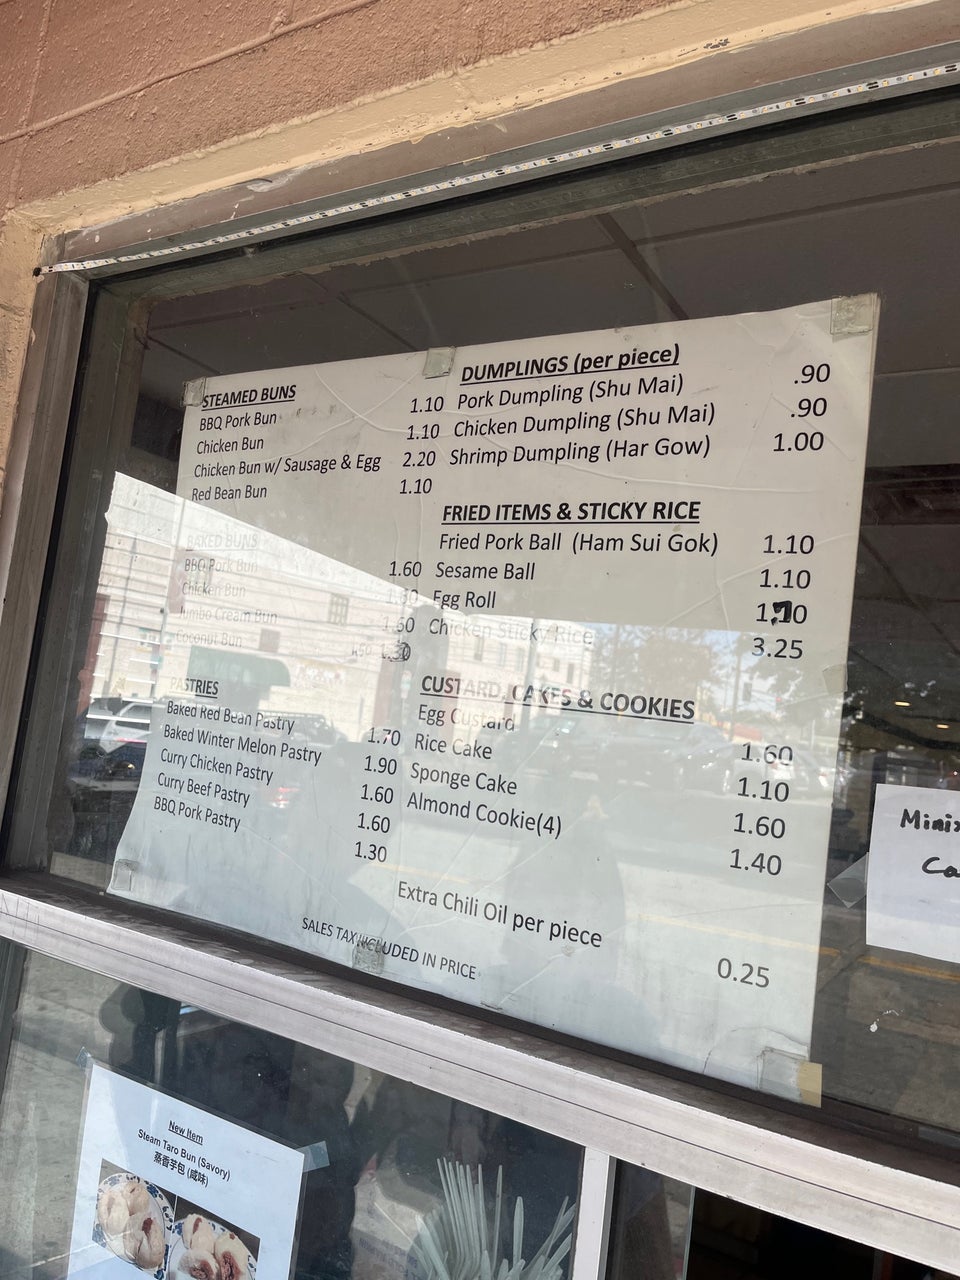 STEAMED BUNS
BBQ Pork Bun 1.10
Chicken Bun 1.10
Chicken Bun w/ Sausage & Egg 2.20
Red Bean Bun 1.10
BAKED BUNS
BBQ Pork Bun 1.60
Chicken Bun
Jumbo Cream Bun 1.60
Coconut Bun
PASTRIES
Baked Red Bean Pastry 1.70
Baked Winter Melon Pastry 1.90
Curry Chicken Pastry 1.60
Curry Beef Pastry 1.60
BBQ Pork Pastry 1.30
DUMPLINGS (per piece)
Pork Dumpling (Shu Mai) .90
Chicken Dumpling (Shu Mai) .90
Shrimp Dumpling (Har Gow) 1.00
FRIED ITEMS & STICKY RICE
Fried Pork Ball (Ham Sui Gok) 1.10
Sesame Ball 1.10
Egg Roll
Chicken Sticky Rice 3.25
CUSTARD, CAKES & COOKIES
Egg Custard 1.60
Rice Cake 1.10
Sponge Cake 1.60
Almond Cookie(4) 1.40
Extra Chili Oil per piece 0.25
SALES TAX INCLUDED IN PRICE
New Item
Steam Taro Bun (Savory)
蒸香芋包 (咸味)